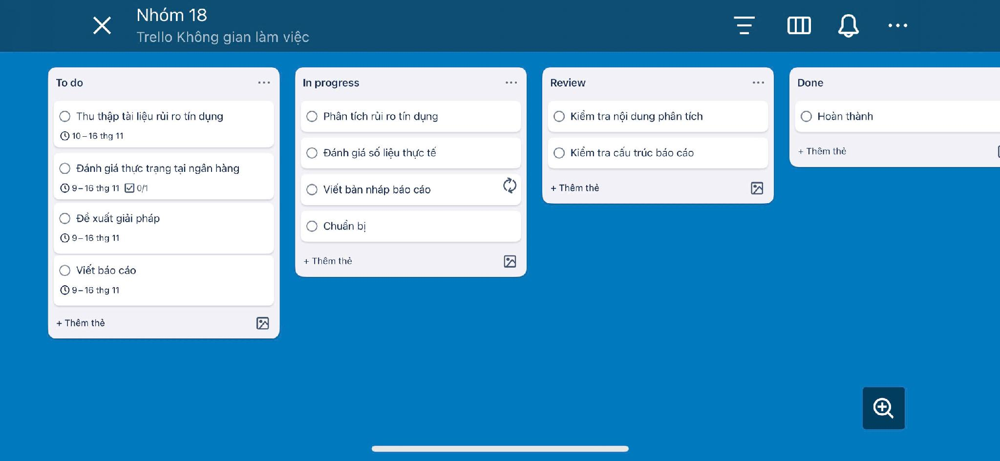 Nhóm 18
Trello Không gian làm việc
To do
Thu thập tài liệu rủi ro tín dụng
10 – 16 thg 11
Đánh giá thực trạng tại ngân hàng
9 – 16 thg 11 0/1
Đề xuất giải pháp
9 – 16 thg 11
Viết báo cáo
9 – 16 thg 11
+ Thêm thẻ
In progress
Phân tích rủi ro tín dụng
Đánh giá số liệu thực tế
Viết bản nháp báo cáo
Chuẩn bị
+ Thêm thẻ
Review
Kiểm tra nội dung phân tích
Kiểm tra cấu trúc báo cáo
+ Thêm thẻ
Done
Hoàn thành
+ Thêm thẻ